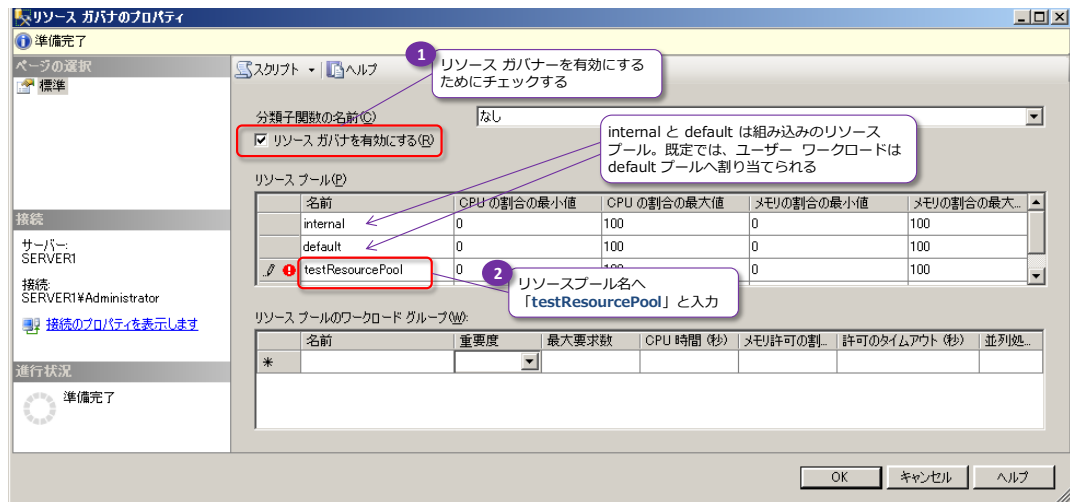 リソース ガバナのプロパティ
準備完了
ページの選択
標準
スクリプト
ヘルプ
1
リソース ガバナーを有効にする
ためにチェックする
分類子関数の名前(C)
なし
リソース ガバナを有効にする(R)
internal と default は組み込みのリソース
プール。既定では、ユーザー ワークロードは
default プールへ割り当てられる
リソース プール(P)
名前 CPU の割合の最小値 CPU の割合の最大値 メモリの割合の最小値 メモリの割合の最大...
internal 0 100 0 100
default 0 100 0 100
testResourcePool 0 100 0 100
2
リソースプール名へ
「testResourcePool」と入力
接続
サーバー:
SERVER1
接続:
SERVER1¥Administrator
接続のプロパティを表示します
リソース プールのワークロード グループ(W):
名前 重要度 最大要求数 CPU 時間 (秒) メモリ許可の割... 許可のタイムアウト (秒) 並列処...
進行状況
準備完了
OK キャンセル ヘルプ